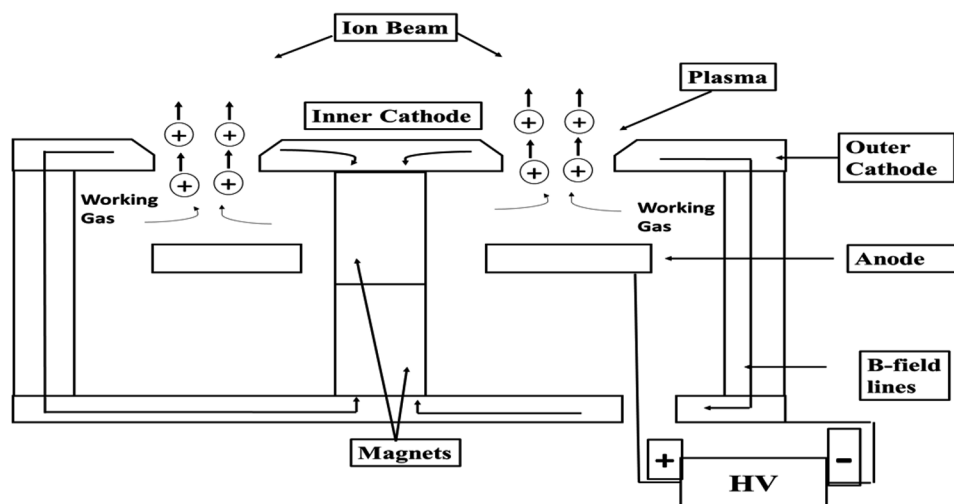 Ion Beam
Plasma
+ +
+ +
Inner Cathode
+ +
+ +
Outer
Cathode
Working
Gas
Working
Gas
Anode
B-field
lines
Magnets
+
HV
-